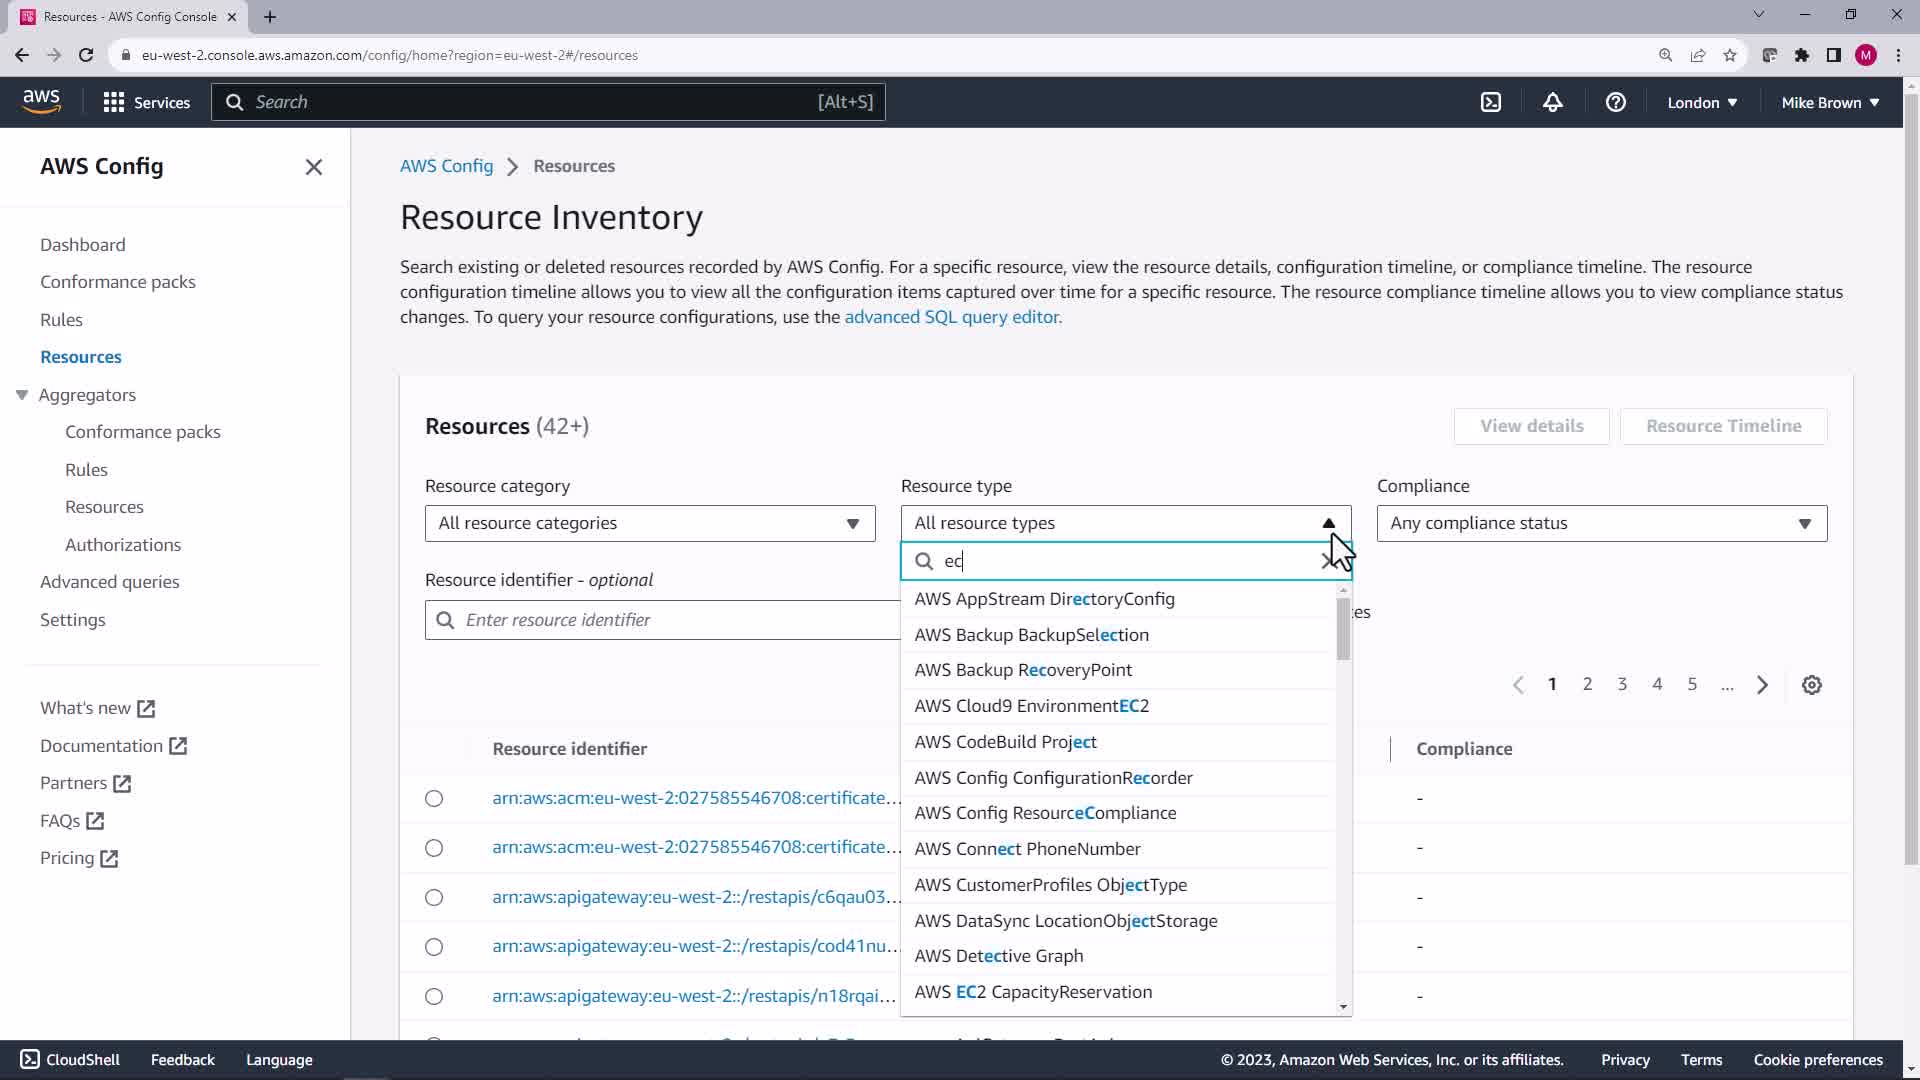 Resources - AWS Config Console
eu-west-2.console.aws.amazon.com/config/home?region=eu-west-2#/resources
M
aws
Services
Search
[Alt+S]
London
Mike Brown
AWS Config
Dashboard
Conformance packs
Rules
Resources
Aggregators
Conformance packs
Rules
Resources
Authorizations
Advanced queries
Settings
What's new
Documentation
Partners
FAQs
Pricing
AWS Config > Resources
Resource Inventory
Search existing or deleted resources recorded by AWS Config. For a specific resource, view the resource details, configuration timeline, or compliance timeline. The resource
configuration timeline allows you to view all the configuration items captured over time for a specific resource. The resource compliance timeline allows you to view compliance status
changes. To query your resource configurations, use the advanced SQL query editor.
Resources (42+)
View details
Resource Timeline
Resource category
Resource type
Compliance
All resource categories
All resource types
Any compliance status
ec
Resource identifier - optional
Enter resource identifier
AWS AppStream DirectoryConfig
AWS Backup BackupSelection
AWS Backup RecoveryPoint
AWS Cloud9 EnvironmentEC2
AWS CodeBuild Project
AWS Config ConfigurationRecorder
AWS Config ResourceCompliance
AWS Connect PhoneNumber
AWS CustomerProfiles ObjectType
AWS DataSync LocationObjectStorage
AWS Detective Graph
AWS EC2 CapacityReservation
1 2 3 4 5 ...
Resource identifier
Compliance
arn:aws:acm:eu-west-2:027585546708:certificate... -
arn:aws:acm:eu-west-2:027585546708:certificate... -
arn:aws:apigateway:eu-west-2::/restapis/c6qau03... -
arn:aws:apigateway:eu-west-2::/restapis/cod41nu... -
arn:aws:apigateway:eu-west-2::/restapis/n18rqai... -
CloudShell
Feedback
Language
© 2023, Amazon Web Services, Inc. or its affiliates.
Privacy
Terms
Cookie preferences